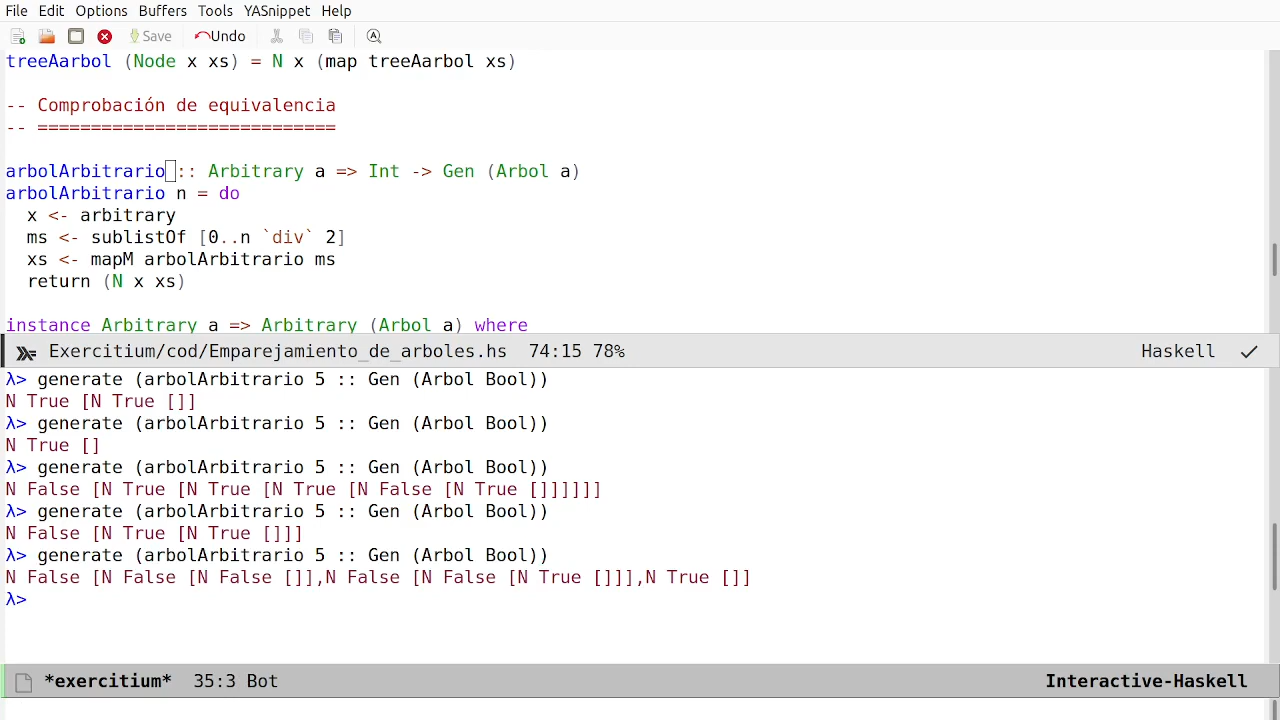 File Edit Options Buffers Tools YASnippet Help
Save Undo
treeAarbol (Node x xs) = N x (map treeAarbol xs)
-- Comprobación de equivalencia
-- ============================
arbolArbitrario :: Arbitrary a => Int -> Gen (Arbol a)
arbolArbitrario n = do
  x <- arbitrary
  ms <- sublistOf [0..n `div` 2]
  xs <- mapM arbolArbitrario ms
  return (N x xs)
instance Arbitrary a => Arbitrary (Arbol a) where
Exercitium/cod/Emparejamiento_de_arboles.hs 74:15 78% Haskell ✓
λ> generate (arbolArbitrario 5 :: Gen (Arbol Bool))
N True [N True []]
λ> generate (arbolArbitrario 5 :: Gen (Arbol Bool))
N True []
λ> generate (arbolArbitrario 5 :: Gen (Arbol Bool))
N False [N True [N True [N True [N False [N True []]]]]]
λ> generate (arbolArbitrario 5 :: Gen (Arbol Bool))
N False [N True [N True []]]
λ> generate (arbolArbitrario 5 :: Gen (Arbol Bool))
N False [N False [N False []],N False [N False [N True []]],N True []]
λ>
*exercitium* 35:3 Bot Interactive-Haskell